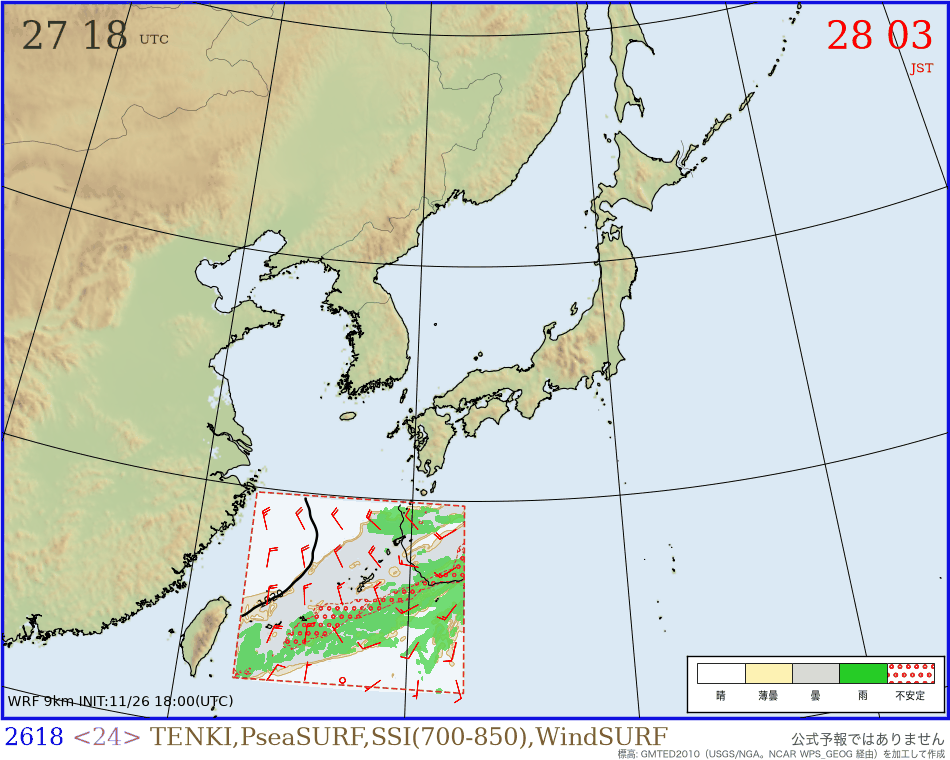 27 18 UTC
28 03
JST
晴 薄曇 曇 雨 不安定
WRF 9km INIT:11/26 18:00(UTC)
2618 <24> TENKI,PseaSURF,SSI(700-850),WindSURF
公式予報ではありません
標高: GMTED2010（USGS/NGA。NCAR WPS_GEOG 経由）を加工して作成